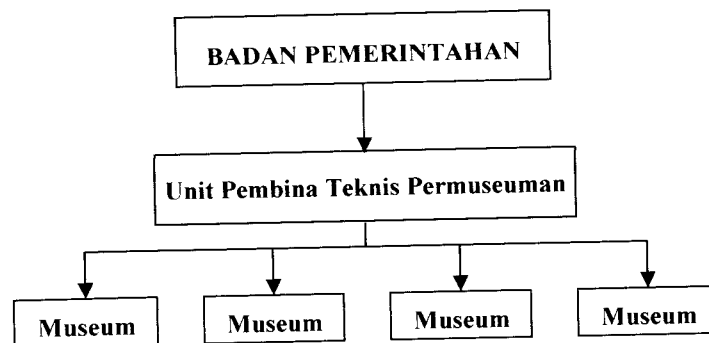 BADAN PEMERINTAHAN
Unit Pembina Teknis Permuseuman
Museum
Museum
Museum
Museum